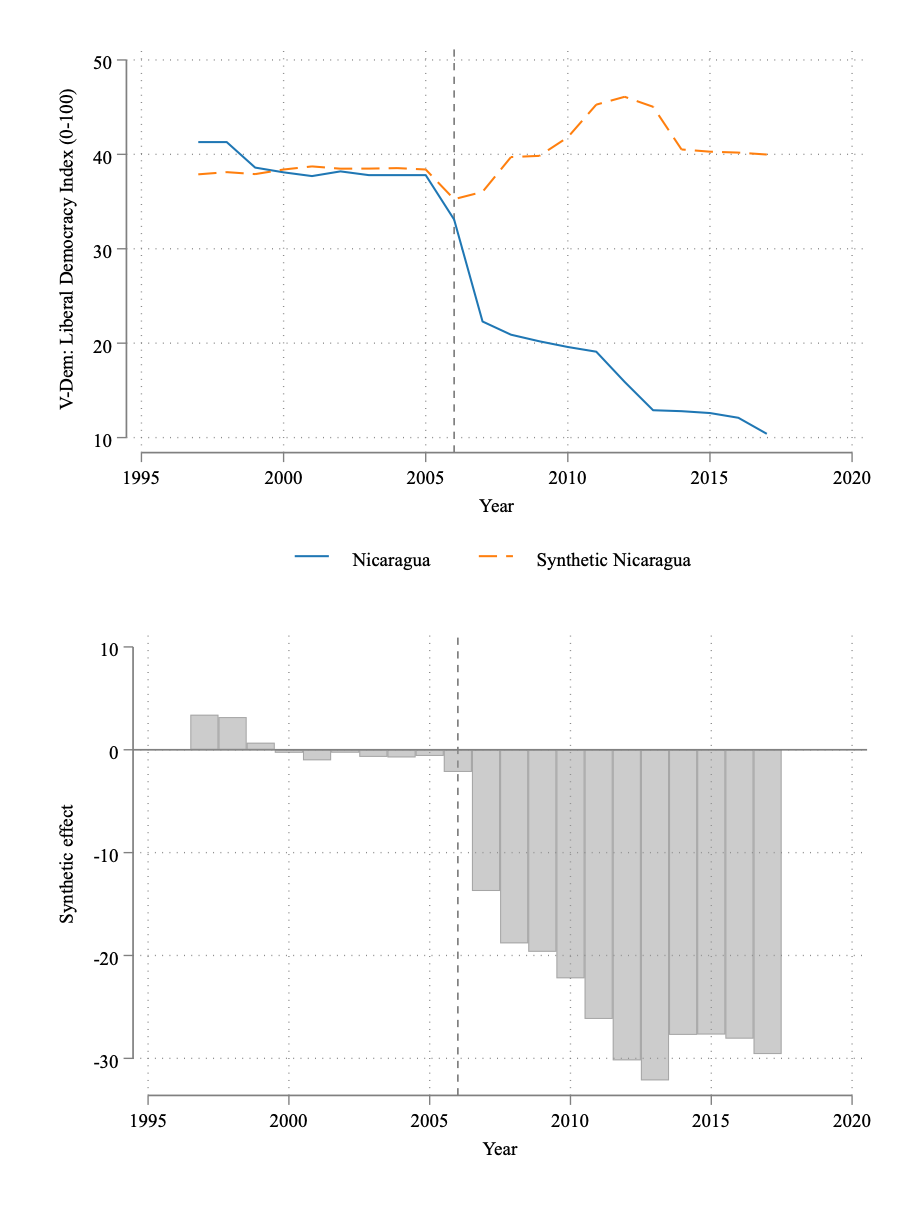 V-Dem: Liberal Democracy Index (0-100)
50
40
30
20
10
1995 2000 2005 2010 2015 2020
Year
Nicaragua Synthetic Nicaragua
Synthetic effect
10
0
-10
-20
-30
1995 2000 2005 2010 2015 2020
Year